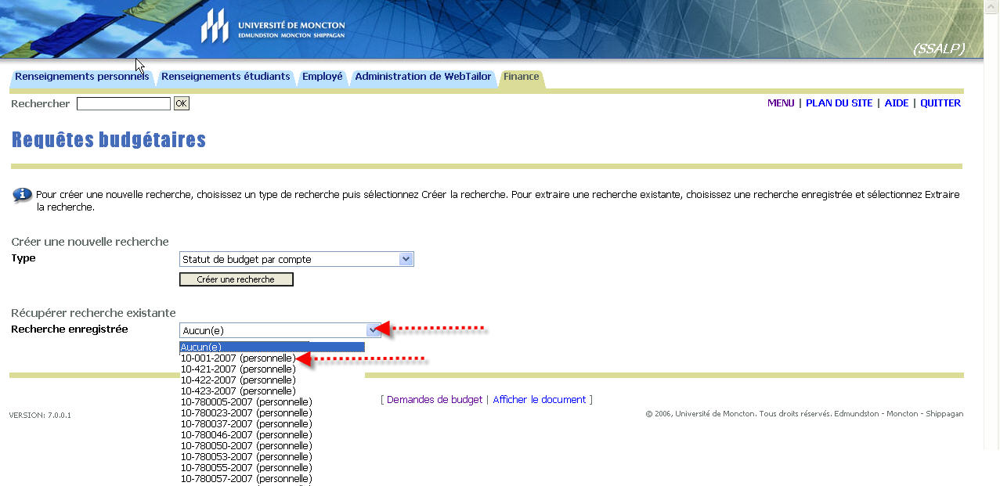 UNIVERSITÉ DE MONCTON
EDMUNDSTON MONCTON SHIPPAGAN
(SSALP)
Renseignements personnels Renseignements étudiants Employé Administration de WebTailor Finance
Rechercher OK MENU | PLAN DU SITE | AIDE | QUITTER
Requêtes budgétaires
Pour créer une nouvelle recherche, choisissez un type de recherche puis sélectionnez Créer la recherche. Pour extraire une recherche existante, choisissez une recherche enregistrée et sélectionnez Extraire
la recherche.
Créer une nouvelle recherche
Type Statut de budget par compte
Créer une recherche
Récupérer recherche existante
Recherche enregistrée Aucun(e)
Aucun(e)
10-001-2007 (personnelle)
10-421-2007 (personnelle)
10-422-2007 (personnelle)
10-423-2007 (personnelle)
10-780005-2007 (personnelle)
10-780023-2007 (personnelle)
10-780037-2007 (personnelle)
10-780046-2007 (personnelle)
10-780050-2007 (personnelle)
10-780053-2007 (personnelle)
10-780055-2007 (personnelle)
10-780057-2007 (personnelle)
[ Demandes de budget | Afficher le document ]
VERSION: 7.0.0.1 © 2006, Université de Moncton. Tous droits réservés. Edmundston - Moncton - Shippagan